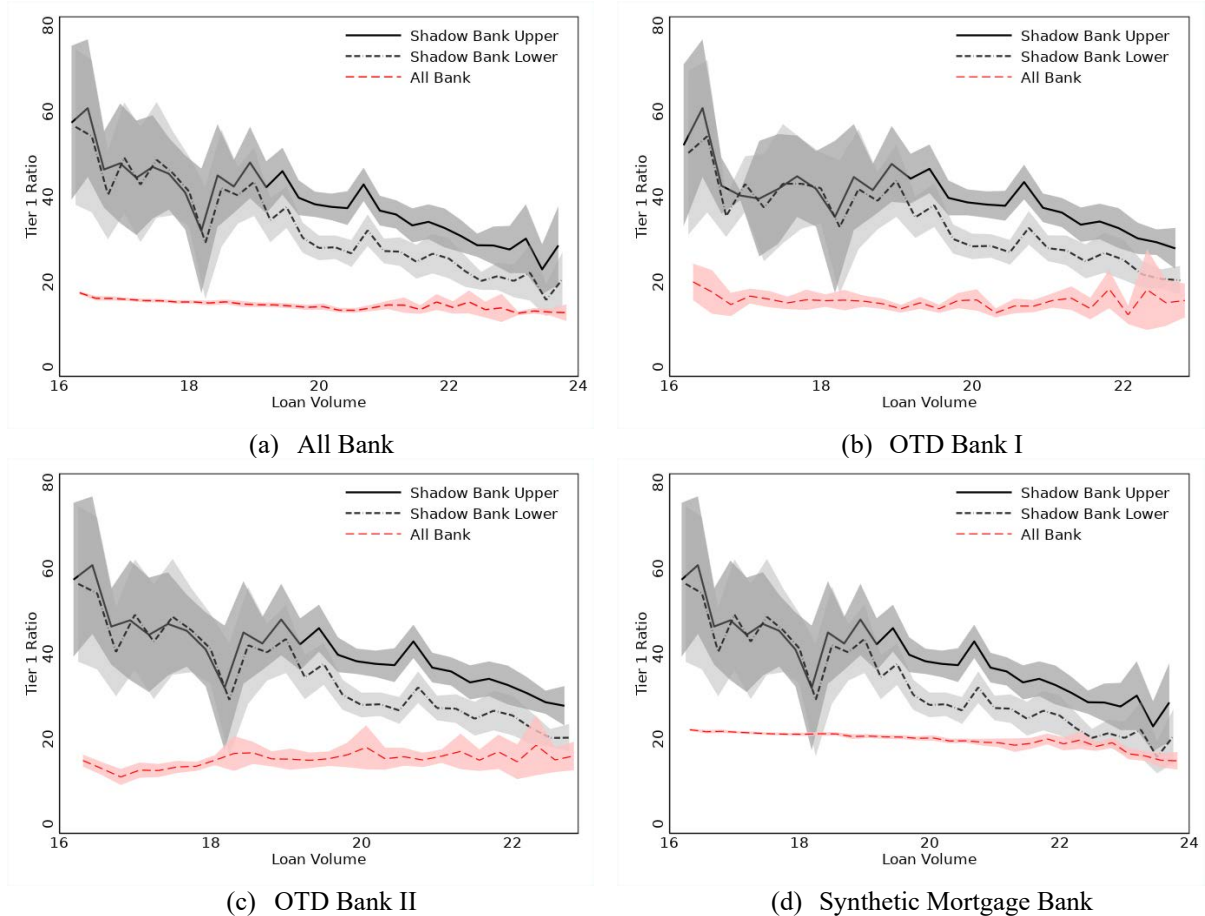 80
60
40
20
0
Tier 1 Ratio
Shadow Bank Upper
Shadow Bank Lower
All Bank
16 18 20 22 24
Loan Volume
(a) All Bank
80
60
40
20
0
Tier 1 Ratio
Shadow Bank Upper
Shadow Bank Lower
All Bank
16 18 20 22
Loan Volume
(b) OTD Bank I
80
60
40
20
0
Tier 1 Ratio
Shadow Bank Upper
Shadow Bank Lower
All Bank
16 18 20 22
Loan Volume
(c) OTD Bank II
80
60
40
20
0
Tier 1 Ratio
Shadow Bank Upper
Shadow Bank Lower
All Bank
16 18 20 22 24
Loan Volume
(d) Synthetic Mortgage Bank